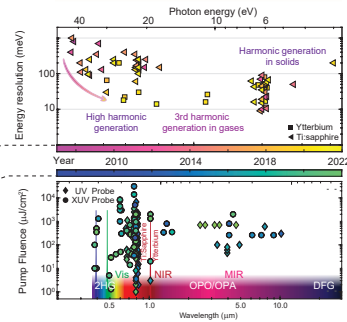 Photon energy (eV)
40 20 10 6
Energy resolution (meV)
100
10
Harmonic generation
in solids
High harmonic
generation
3rd harmonic
generation in gases
Ytterbium
Ti:sapphire
Year 2010 2014 2018 2022
Pump Fluence (μJ/cm²)
UV Probe
XUV Probe
10⁴
10³
10²
10¹
10⁰
Ti:sapphire
Ytterbium
Vis NIR MIR
2HG OPO/OPA DFG
0.5 1.0 5.0 10.0
Wavelength (μm)